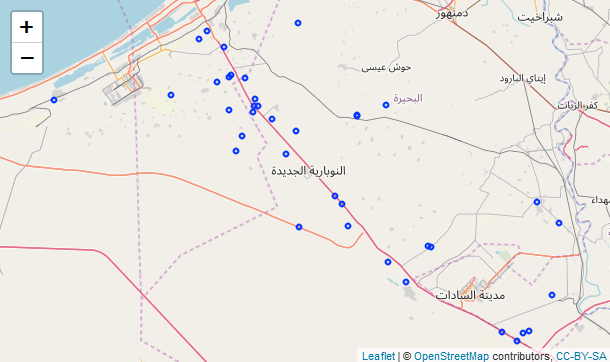 +
−
دمنهور
شبراخيت
حوش عيسى
إيتاي البارود
البحيرة
كفر الزيات
النوبارية الجديدة
شهداء
مدينة السادات
Leaflet | © OpenStreetMap contributors, CC-BY-SA